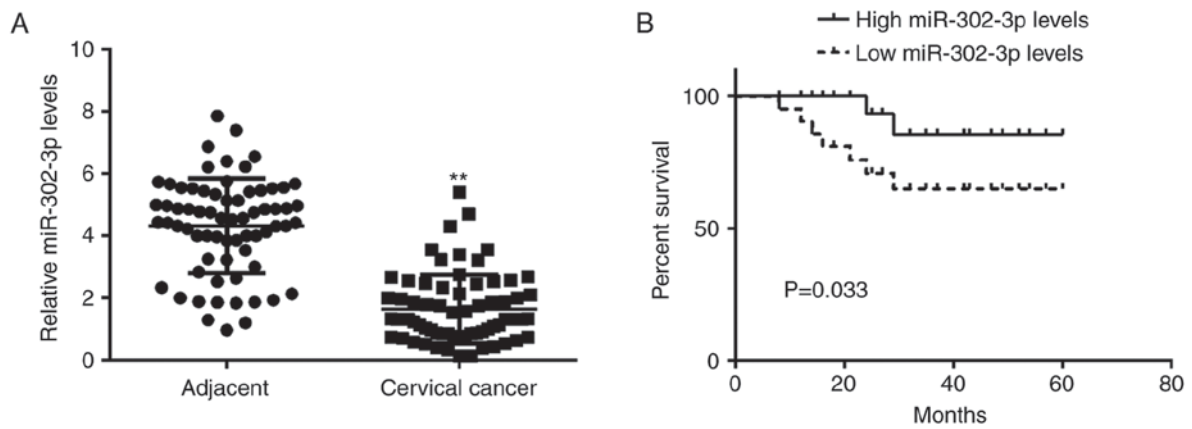 A
Relative miR-302-3p levels
10
8
6
4
2
0
**
Adjacent
Cervical cancer
B
High miR-302-3p levels
Low miR-302-3p levels
Percent survival
100
50
0
P=0.033
0
20
40
60
80
Months